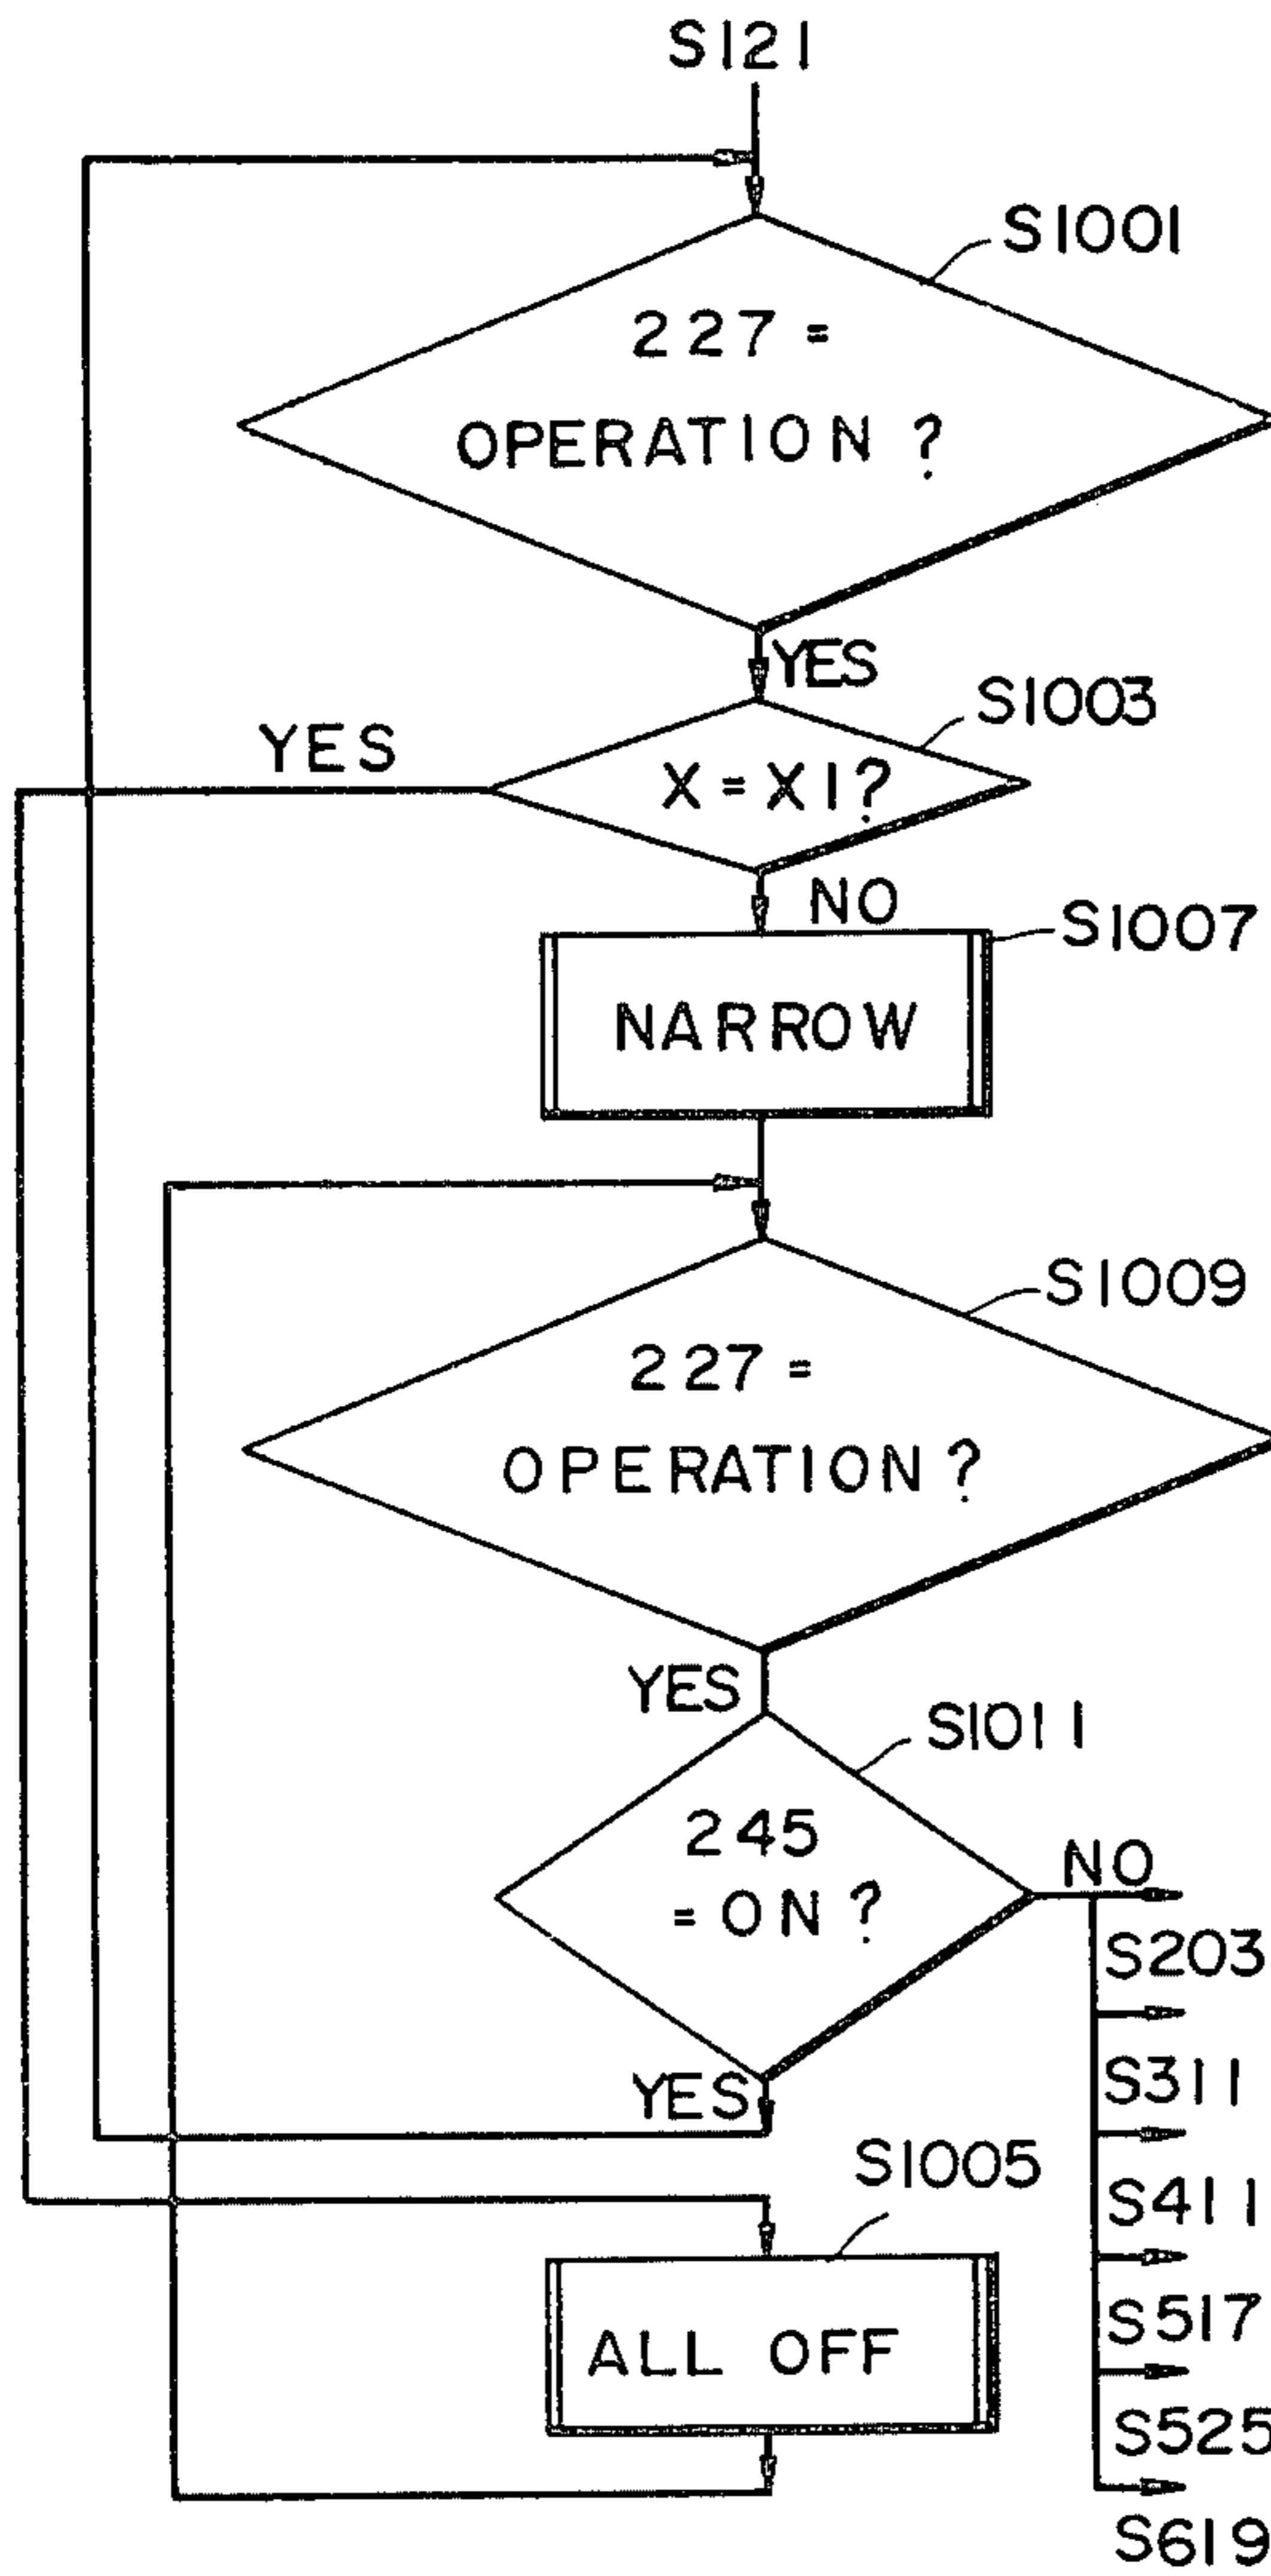 S121
S1001
227 =
OPERATION ?
YES
S1003
YES
X = X1?
NO
S1007
NARROW
S1009
227 =
OPERATION ?
YES
S1011
245
= ON ?
NO
S203
S311
YES
S1005
S411
S517
ALL OFF
S525
S619